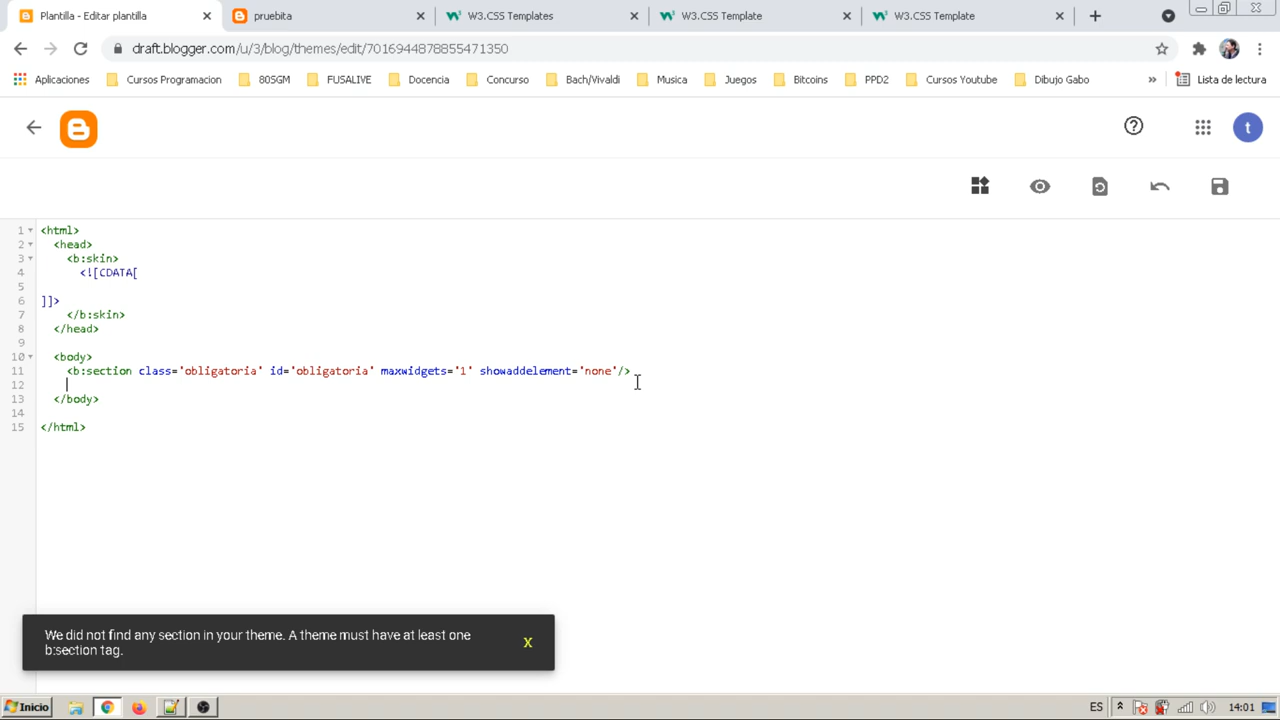 Plantilla - Editar plantilla
pruebita
W3.CSS Templates
W3.CSS Template
W3.CSS Template
draft.blogger.com/u/3/blog/themes/edit/7016944878855471350
Aplicaciones
Cursos Programacion
80SGM
FUSALIVE
Docencia
Concurso
Bach/Vivaldi
Musica
Juegos
Bitcoins
PPD2
Cursos Youtube
Dibujo Gabo
»
Lista de lectura
t
1 <html>
2 <head>
3 <b:skin>
4 <![CDATA[
5
6 ]]>
7 </b:skin>
8 </head>
9
10 <body>
11 <b:section class='obligatoria' id='obligatoria' maxwidgets='1' showaddelement='none'/>
12
13 </body>
14
15 </html>
We did not find any section in your theme. A theme must have at least one
b:section tag.
X
Inicio
ES
14:01